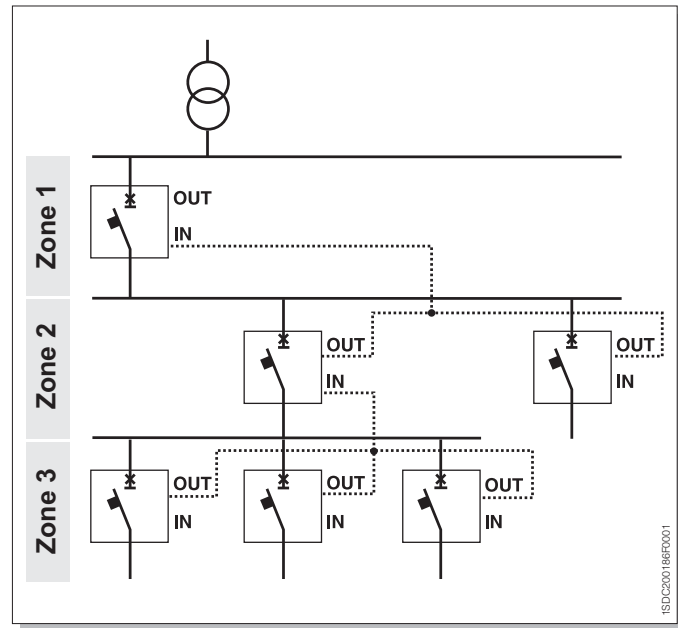 Zone 1
OUT
IN
Zone 2
OUT
OUT
IN
IN
Zone 3
OUT
OUT
OUT
IN
IN
IN
1SDC200186F0001